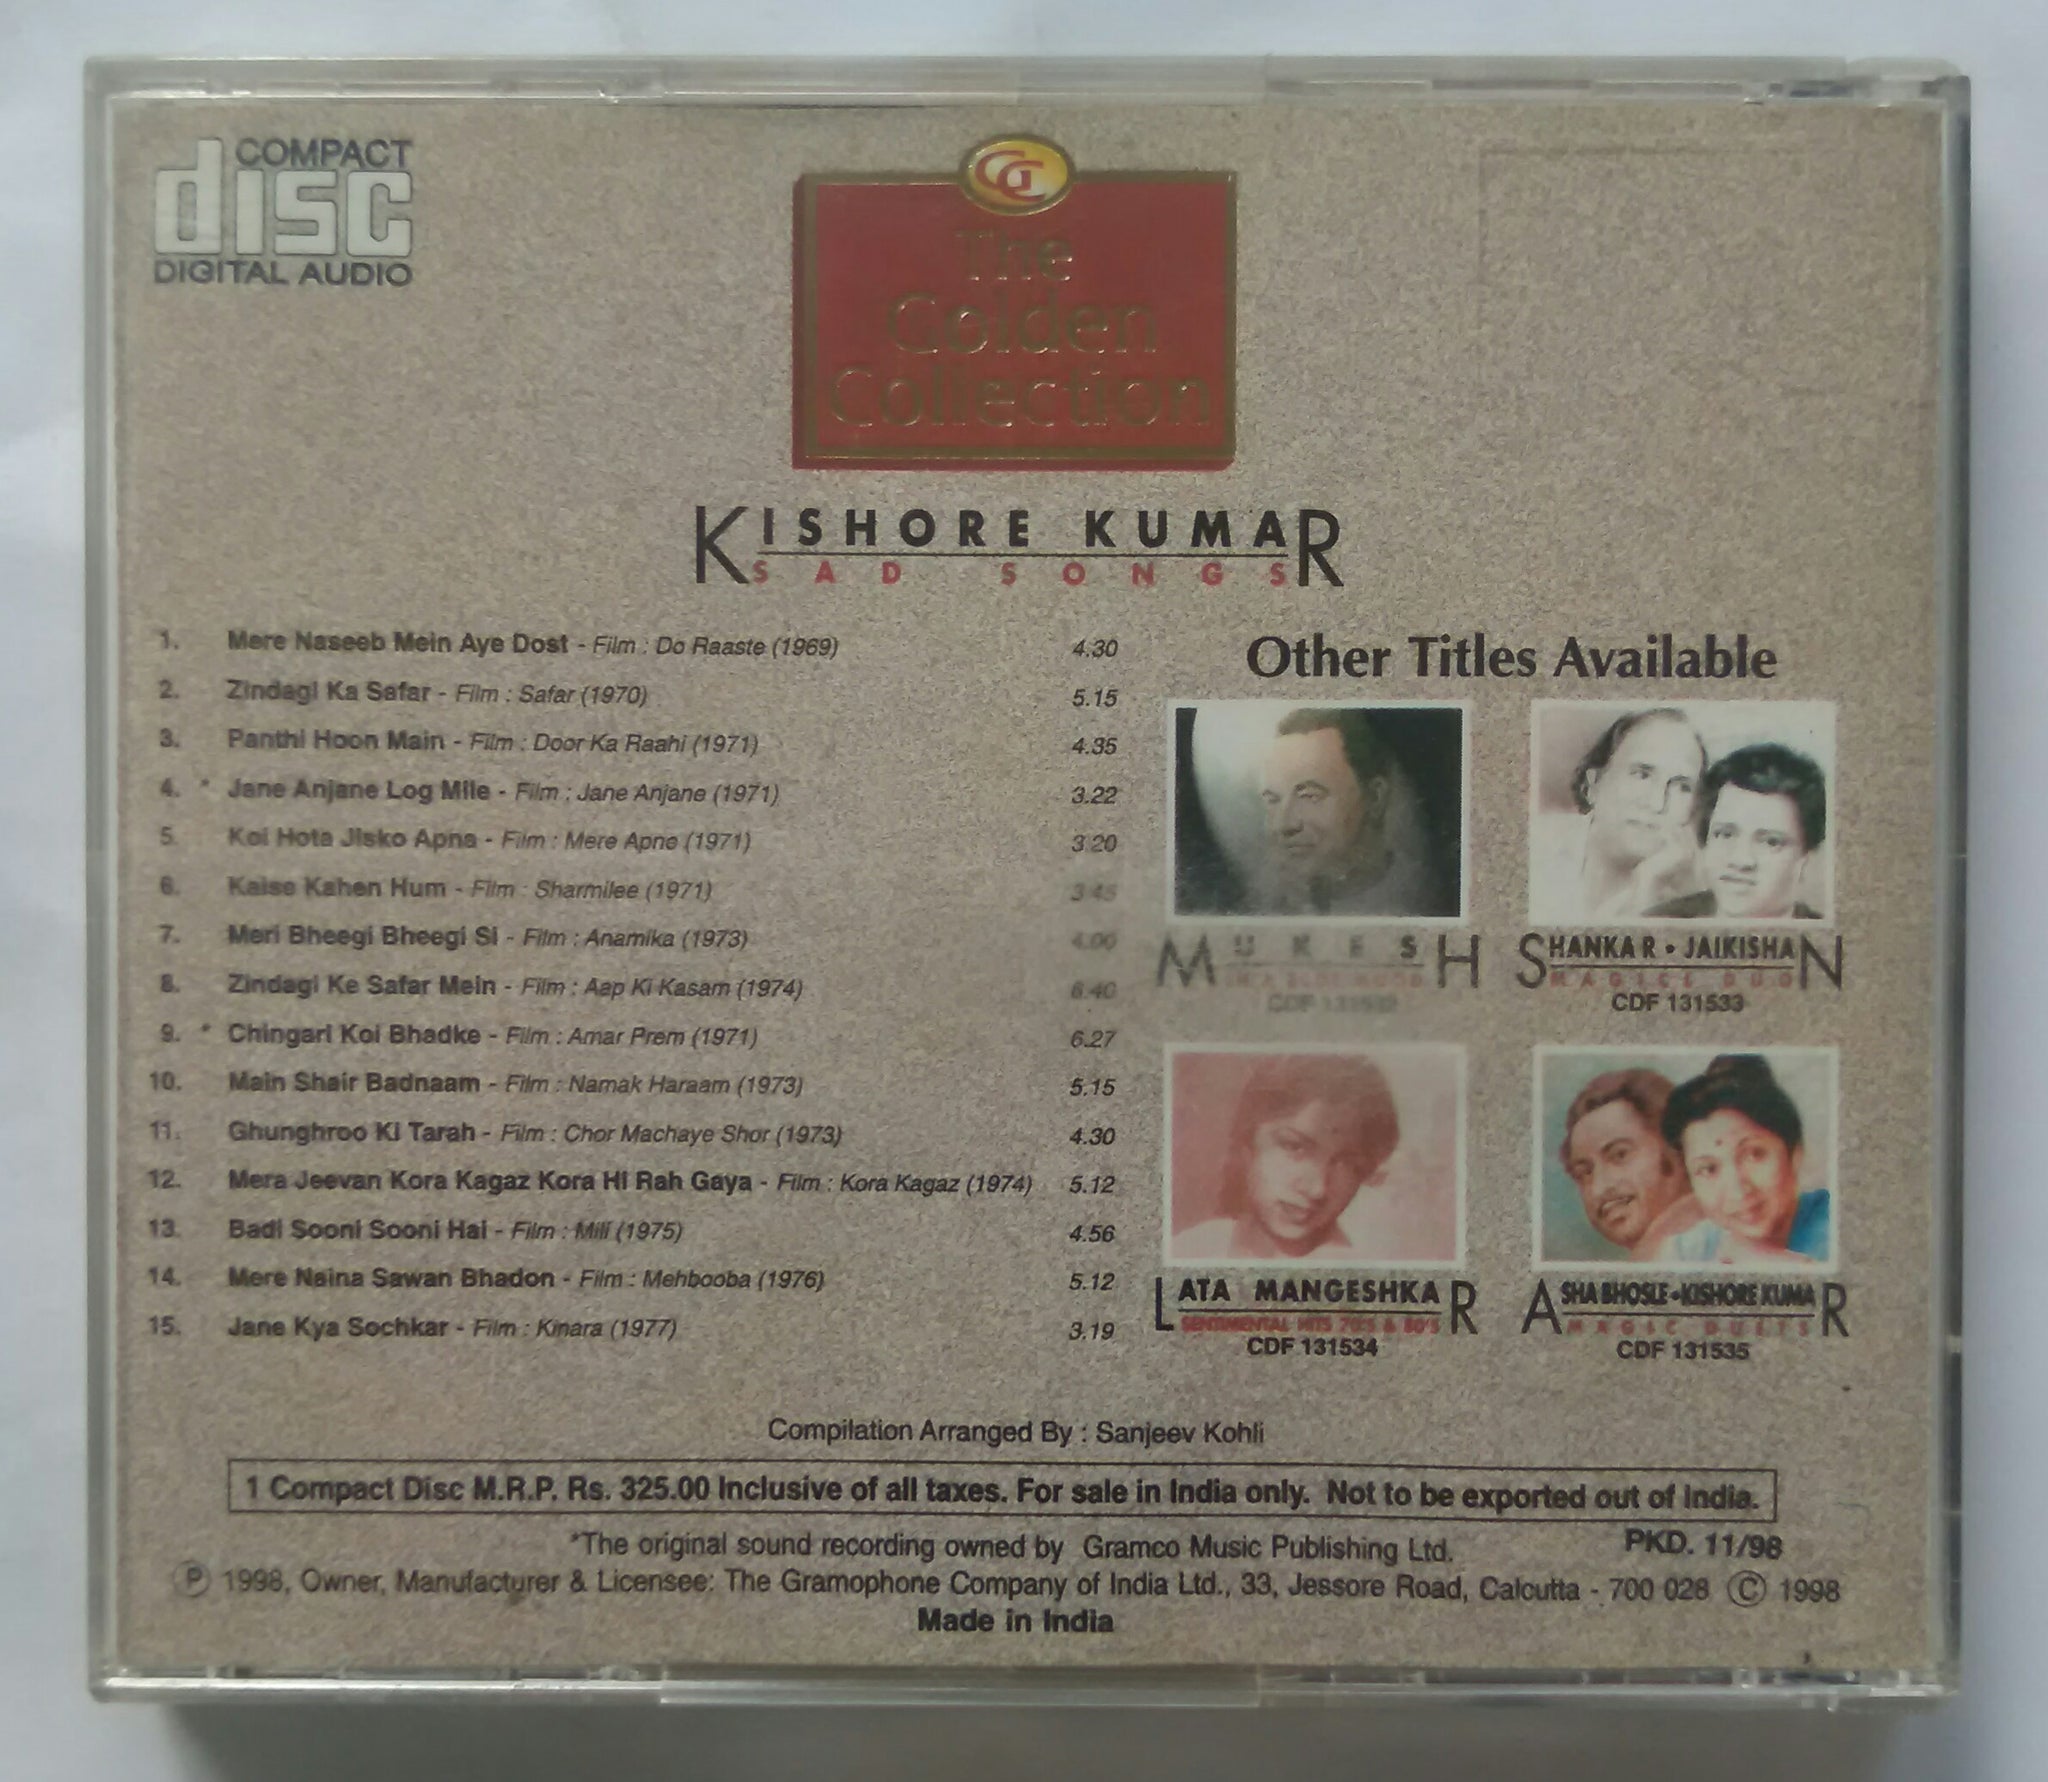 COMPACT
disc
DIGITAL AUDIO
GC
The
Golden
Collection
KISHORE KUMAR
SAD SONGS
1. Mere Naseeb Mein Aye Dost - Film : Do Raaste (1969) 4.30
2. Zindagi Ka Safar - Film : Safar (1970) 5.15
3. Panthi Hoon Main - Film : Door Ka Raahi (1971) 4.35
4. * Jane Anjane Log Mile - Film : Jane Anjane (1971) 3.22
5. Koi Hota Jisko Apna - Film : Mere Apne (1971) 3.20
6. Kaise Kahen Hum - Film : Sharmilee (1971) 3.45
7. Meri Bheegi Bheegi Si - Film : Anamika (1973) 4.00
8. Zindagi Ke Safar Mein - Film : Aap Ki Kasam (1974) 6.40
9. * Chingari Koi Bhadke - Film : Amar Prem (1971) 6.27
10. Main Shair Badnaam - Film : Namak Haraam (1973) 5.15
11. Ghunghroo Ki Tarah - Film : Chor Machaye Shor (1973) 4.30
12. Mera Jeevan Kora Kagaz Kora Hi Rah Gaya - Film : Kora Kagaz (1974) 5.12
13. Badi Sooni Sooni Hai - Film : Mili (1975) 4.56
14. Mere Naina Sawan Bhadon - Film : Mehbooba (1976) 5.12
15. Jane Kya Sochkar - Film : Kinara (1977) 3.19
Other Titles Available
MUKESH
CDF
SHANKAR • JAIKISHAN
MAGICL DUO
CDF 131533
LATA MANGESHKAR
SENTIMENTAL HITS 70'S & 80'S
CDF 131534
ASHA BHOSLE • KISHORE KUMAR
MAGIC DUETS
CDF 131535
Compilation Arranged By : Sanjeev Kohli
1 Compact Disc M.R.P. Rs. 325.00 Inclusive of all taxes. For sale in India only. Not to be exported out of India.
*The original sound recording owned by Gramco Music Publishing Ltd. PKD. 11/98
Ⓟ 1998, Owner, Manufacturer & Licensee: The Gramophone Company of India Ltd., 33, Jessore Road, Calcutta - 700 028 © 1998
Made in India